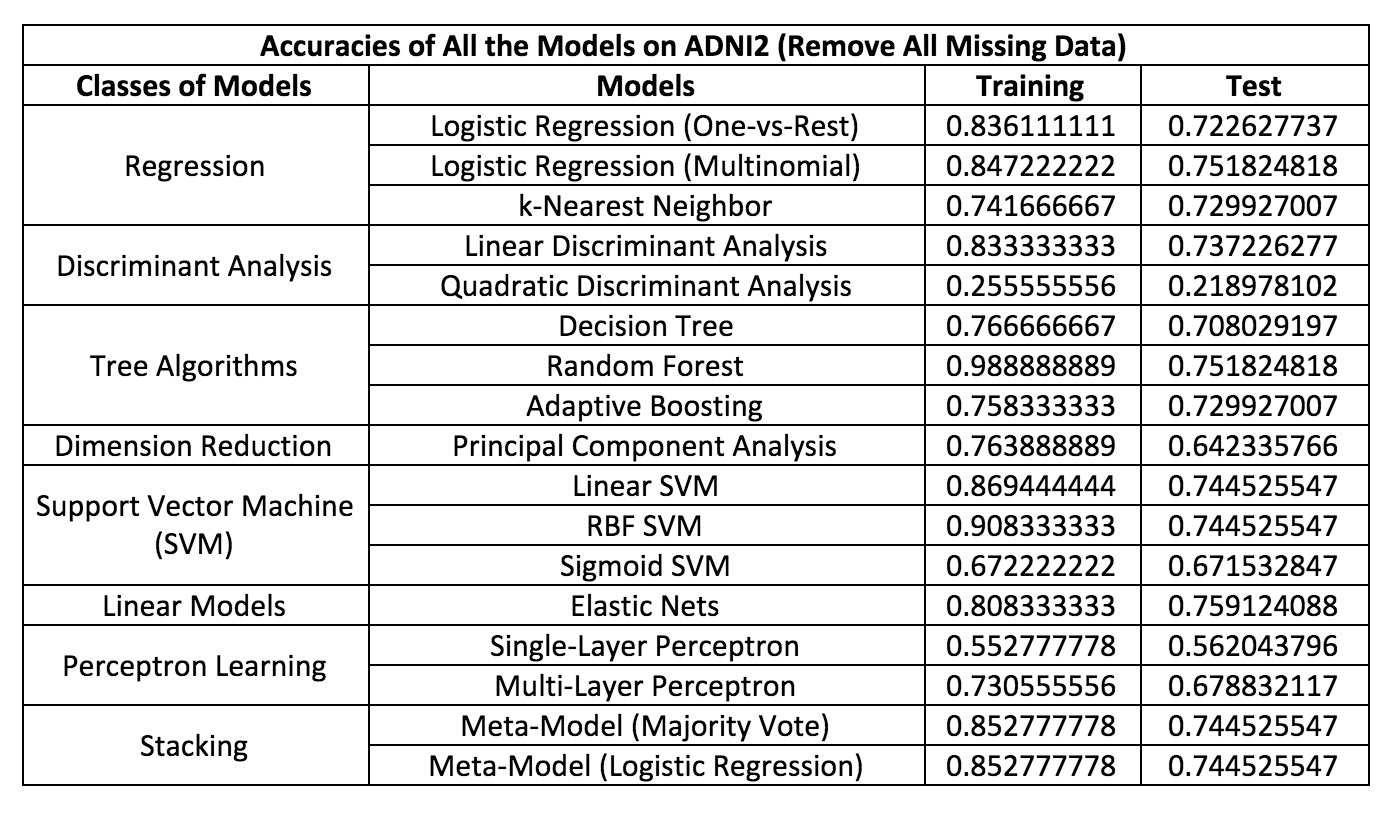 Accuracies of All the Models on ADNI2 (Remove All Missing Data)
Classes of Models Models Training Test
Regression
Logistic Regression (One-vs-Rest) 0.836111111 0.722627737
Logistic Regression (Multinomial) 0.847222222 0.751824818
k-Nearest Neighbor 0.741666667 0.729927007
Discriminant Analysis
Linear Discriminant Analysis 0.833333333 0.737226277
Quadratic Discriminant Analysis 0.255555556 0.218978102
Tree Algorithms
Decision Tree 0.766666667 0.708029197
Random Forest 0.988888889 0.751824818
Adaptive Boosting 0.758333333 0.729927007
Dimension Reduction Principal Component Analysis 0.763888889 0.642335766
Support Vector Machine
(SVM)
Linear SVM 0.869444444 0.744525547
RBF SVM 0.908333333 0.744525547
Sigmoid SVM 0.672222222 0.671532847
Linear Models Elastic Nets 0.808333333 0.759124088
Perceptron Learning
Single-Layer Perceptron 0.552777778 0.562043796
Multi-Layer Perceptron 0.730555556 0.678832117
Stacking
Meta-Model (Majority Vote) 0.852777778 0.744525547
Meta-Model (Logistic Regression) 0.852777778 0.744525547